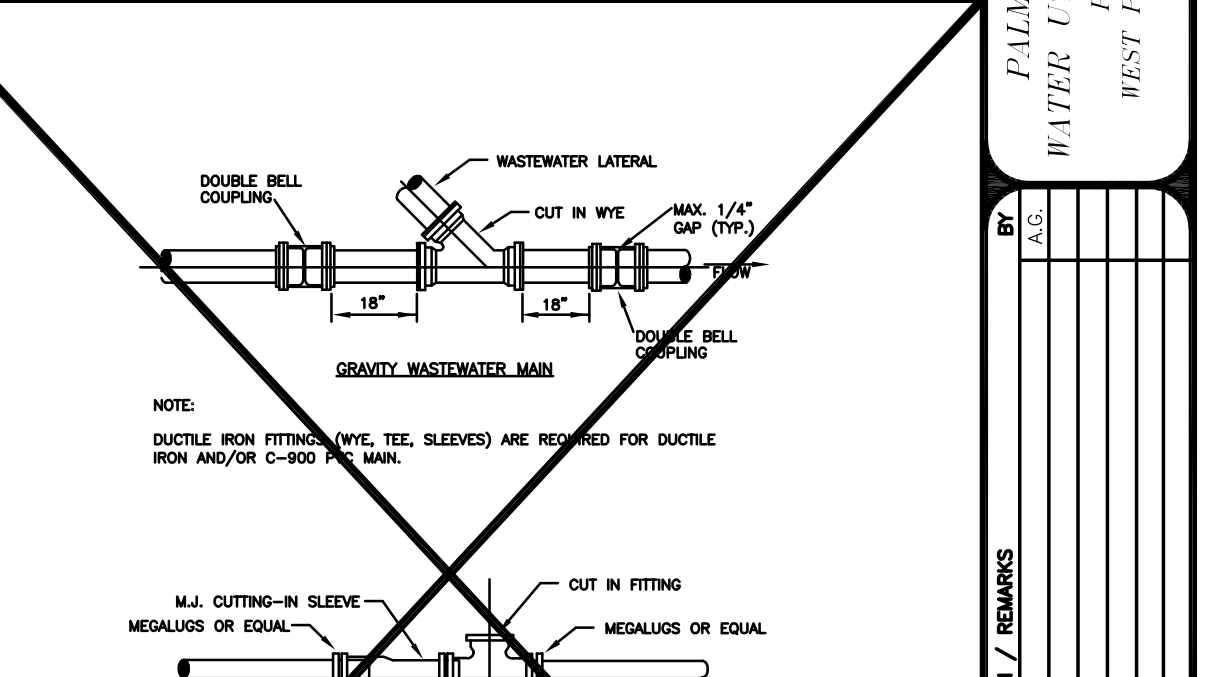 WASTEWATER LATERAL
DOUBLE BELL
COUPLING
CUT IN WYE
MAX. 1/4"
GAP (TYP.)
FLOW
18"
18"
DOUBLE BELL
COUPLING
GRAVITY WASTEWATER MAIN
NOTE:
DUCTILE IRON FITTINGS (WYE, TEE, SLEEVES) ARE REQUIRED FOR DUCTILE
IRON AND/OR C-900 PVC MAIN.
CUT IN FITTING
M.J. CUTTING-IN SLEEVE
MEGALUGS OR EQUAL
MEGALUGS OR EQUAL
PALM
WATER
WEST
BY
A.G.
/ REMARKS